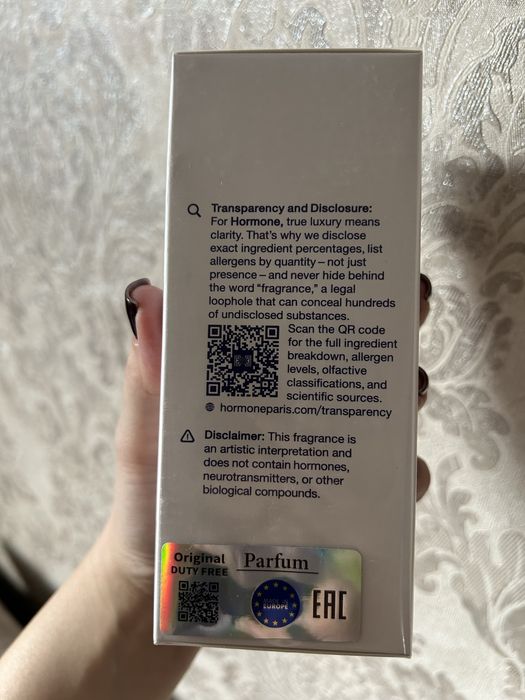 Transparency and Disclosure:
For Hormone, true luxury means
clarity. That's why we disclose
exact ingredient percentages, list
allergens by quantity – not just
presence – and never hide behind
the word "fragrance," a legal
loophole that can conceal hundreds
of undisclosed substances.
Scan the QR code
for the full ingredient
breakdown, allergen
levels, olfactive
classifications, and
scientific sources.
hormoneparis.com/transparency
Disclaimer: This fragrance is
an artistic interpretation and
does not contain hormones,
neurotransmitters, or other
biological compounds.
Original
DUTY FREE
Parfum
MADE IN
EUROPE
EAC